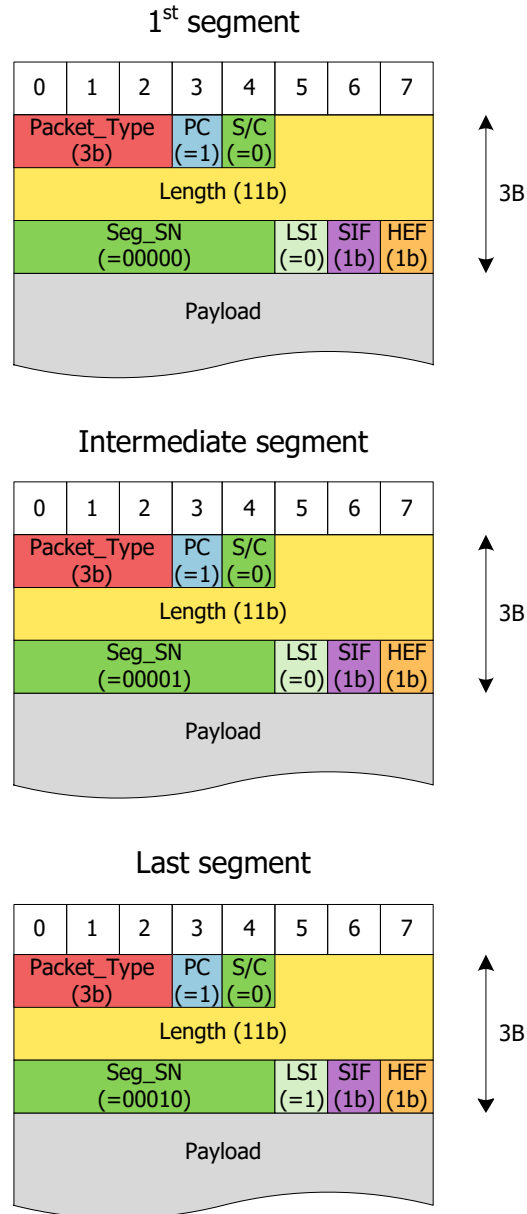 1st segment
0 1 2 3 4 5 6 7
Packet_Type PC S/C
(3b) (=1) (=0)
Length (11b)
3B
Seg_SN LSI SIF HEF
(=00000) (=0) (1b) (1b)
Payload
Intermediate segment
0 1 2 3 4 5 6 7
Packet_Type PC S/C
(3b) (=1) (=0)
Length (11b)
3B
Seg_SN LSI SIF HEF
(=00001) (=0) (1b) (1b)
Payload
Last segment
0 1 2 3 4 5 6 7
Packet_Type PC S/C
(3b) (=1) (=0)
Length (11b)
3B
Seg_SN LSI SIF HEF
(=00010) (=1) (1b) (1b)
Payload